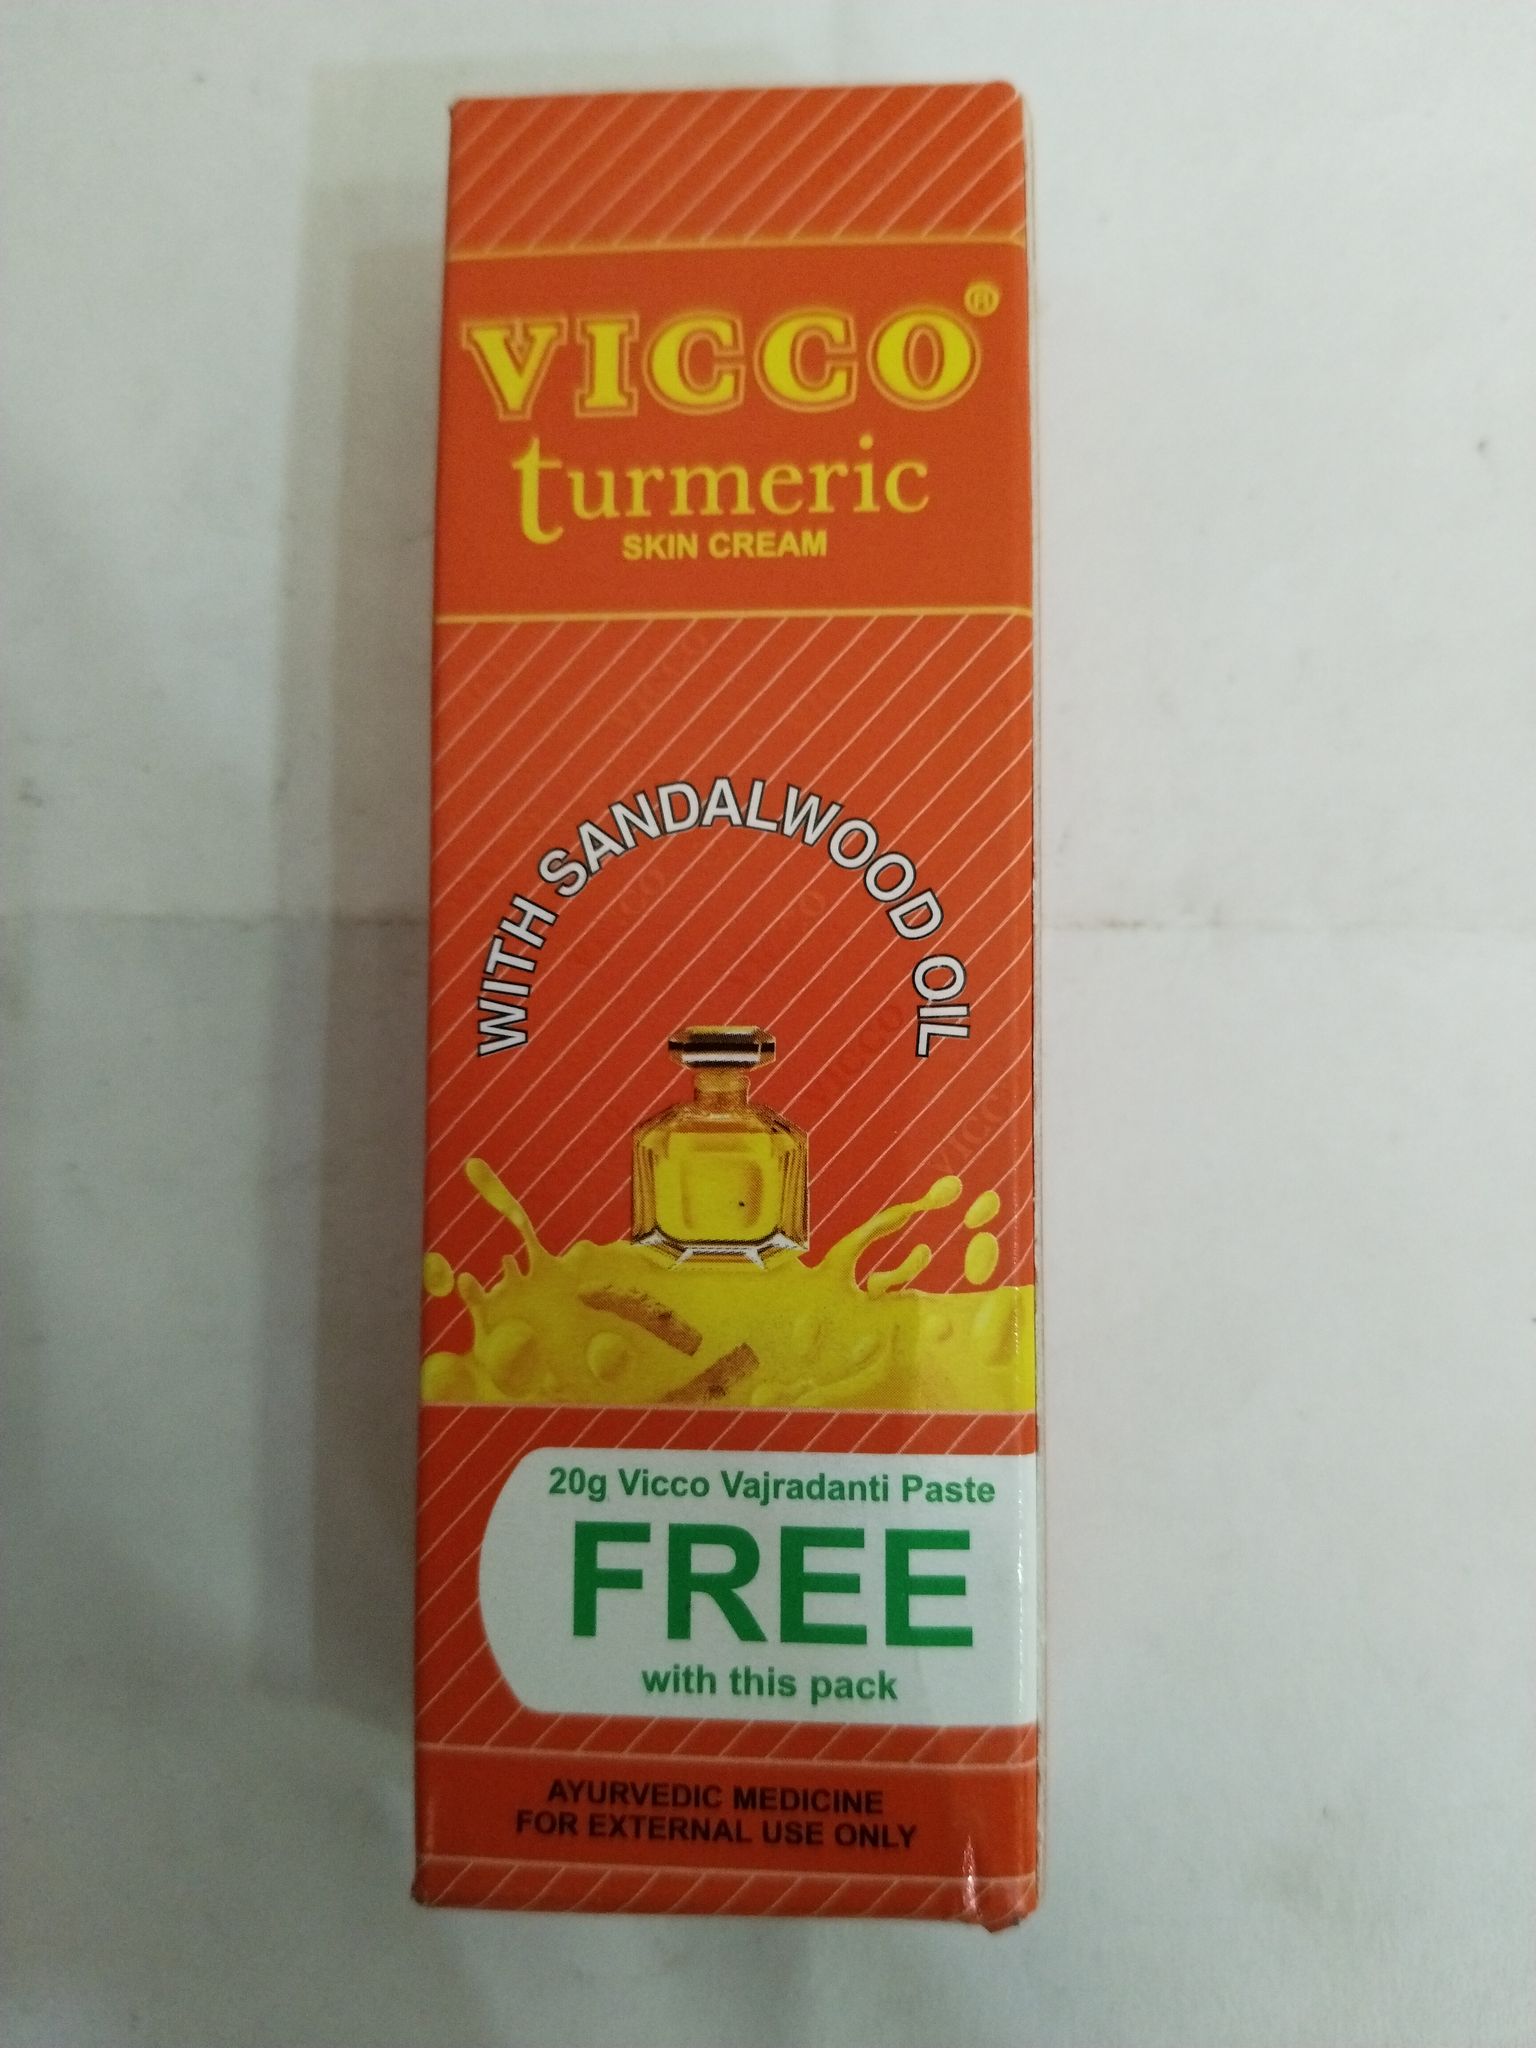 VICCO®
turmeric
SKIN CREAM
WITH SANDALWOOD OIL
20g Vicco Vajradanti Paste
FREE
with this pack
AYURVEDIC MEDICINE
FOR EXTERNAL USE ONLY